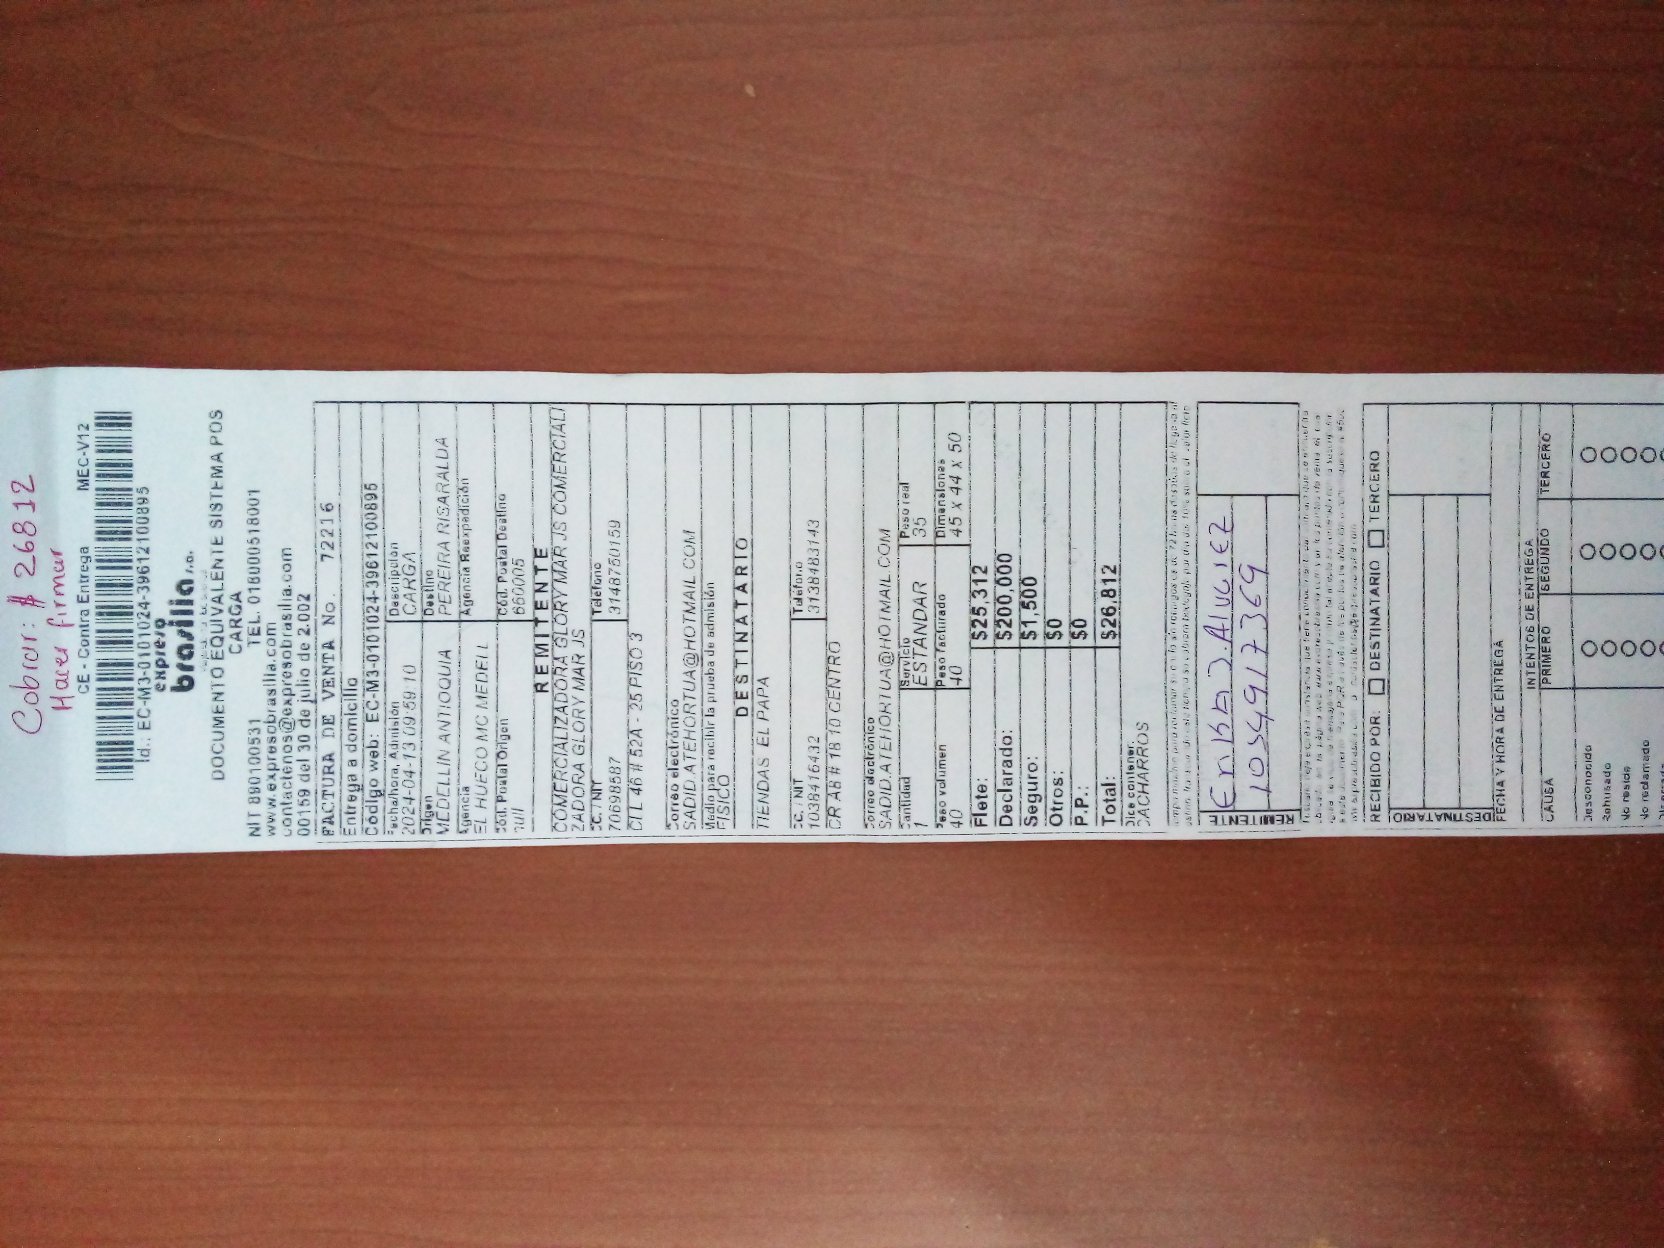 Cobrar: $ 26812
Hacer firmar
CE - Contra Entrega MEC-V12
Id.: EC-M3-0101024-39612100895
expreso
brasilia s.a.
DOCUMENTO EQUIVALENTE SISTEMA POS
CARGA
NIT 890100531 TEL. 018000518001
www.expresobrasilia.com
contactenos@expresobrasilia.com
00159 del 30 de julio de 2.002
FACTURA DE VENTA No. 72216
Entrega a domicilio
Código web: EC-M3-0101024-39612100895
Fecha/hora, Admisión Descripción
2024-04-13 09:59:10 CARGA
Origen Destino
MEDELLIN ANTIOQUIA PEREIRA RISARALDA
Agencia Agencia Reexpedición
EL HUECO MC MEDELL
Cod. Postal Origen Cód. Postal Destino
null 660005
REMITENTE
COMERCIALIZADORA GLORY MAR JS COMERCIALI
ZADORA GLORY MAR JS
CC. / NIT Teléfono
70698587 3148750159
CTL 46 # 52A - 25 PISO 3
Correo electrónico
SADID.ATEHORTUA@HOTMAIL.COM
Medio para recibir la prueba de admisión
FISICO
DESTINATARIO
TIENDAS EL PAPA
CC. / NIT Teléfono
1038416432 3138483143
CR A8 # 18 10 CENTRO
Correo electrónico
SADID.ATEHORTUA@HOTMAIL.COM
Cantidad Servicio Peso real
1 ESTANDAR 35
Peso volumen Peso facturado Dimensiones
40 40 45 x 44 x 50
Flete: $25,312
Declarado: $200,000
Seguro: $1,500
Otros: $0
P.P.: $0
Total: $26,812
Dice contener:
CACHARROS
REMITENTE
1034917369
RECIBIDO POR: DESTINATARIO TERCERO
DESTINATARIO
FECHA Y HORA DE ENTREGA
INTENTOS DE ENTREGA
CAUSA PRIMERO SEGUNDO TERCERO
Desconocido
Rehusado
No reside
No reclamado